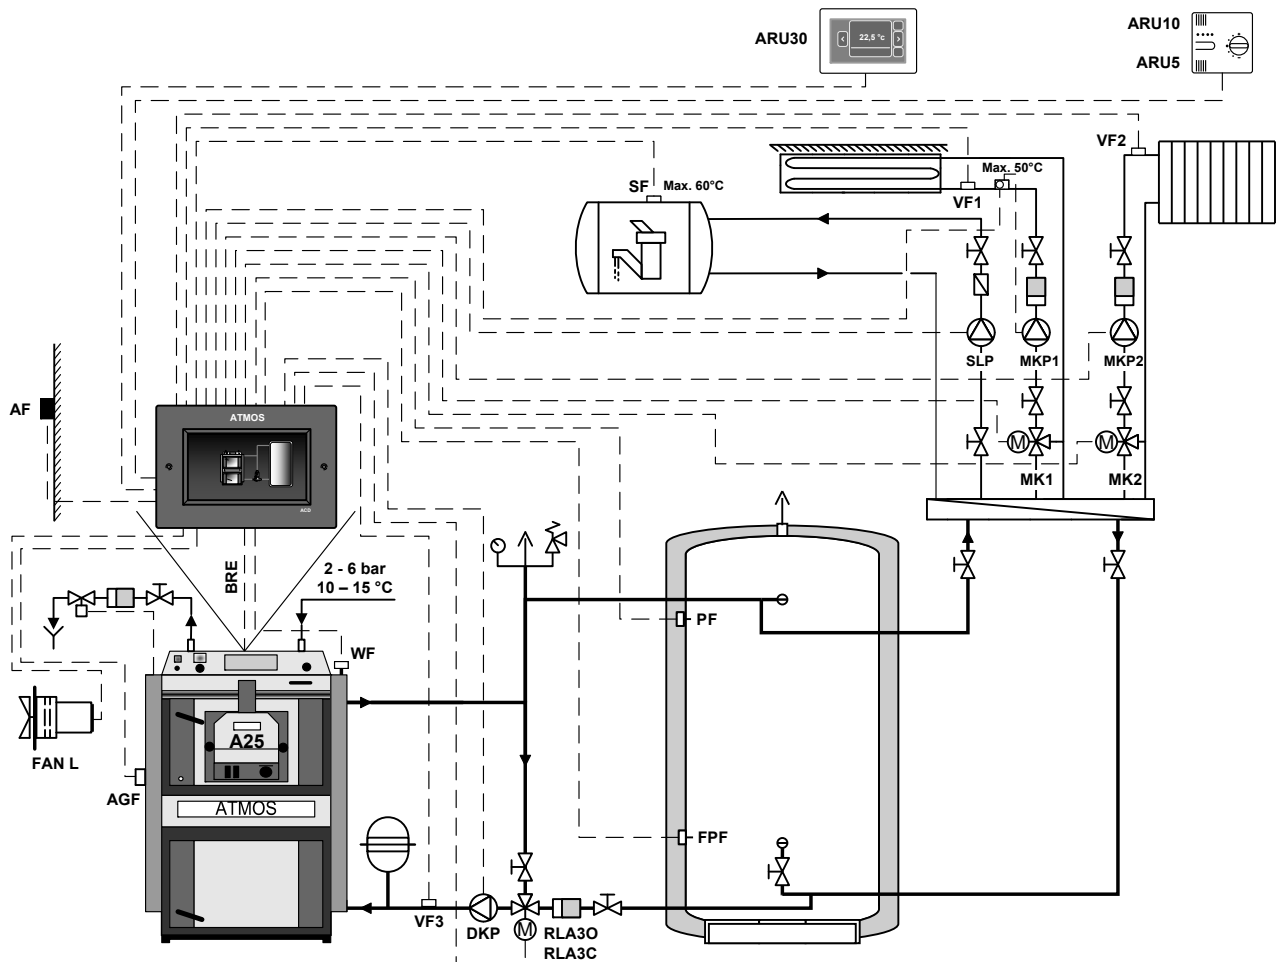 ARU30
22,5 °c
ARU10
ARU5
VF2
SF
Max. 60°C
Max. 50°C
VF1
SLP
MKP1
MKP2
AF
ATMOS
ACD
M
M
MK1
MK2
BRE
2 - 6 bar
10 – 15 °C
WF
PF
FAN L
A25
AGF
ATMOS
FPF
VF3
DKP
M
RLA3O
RLA3C